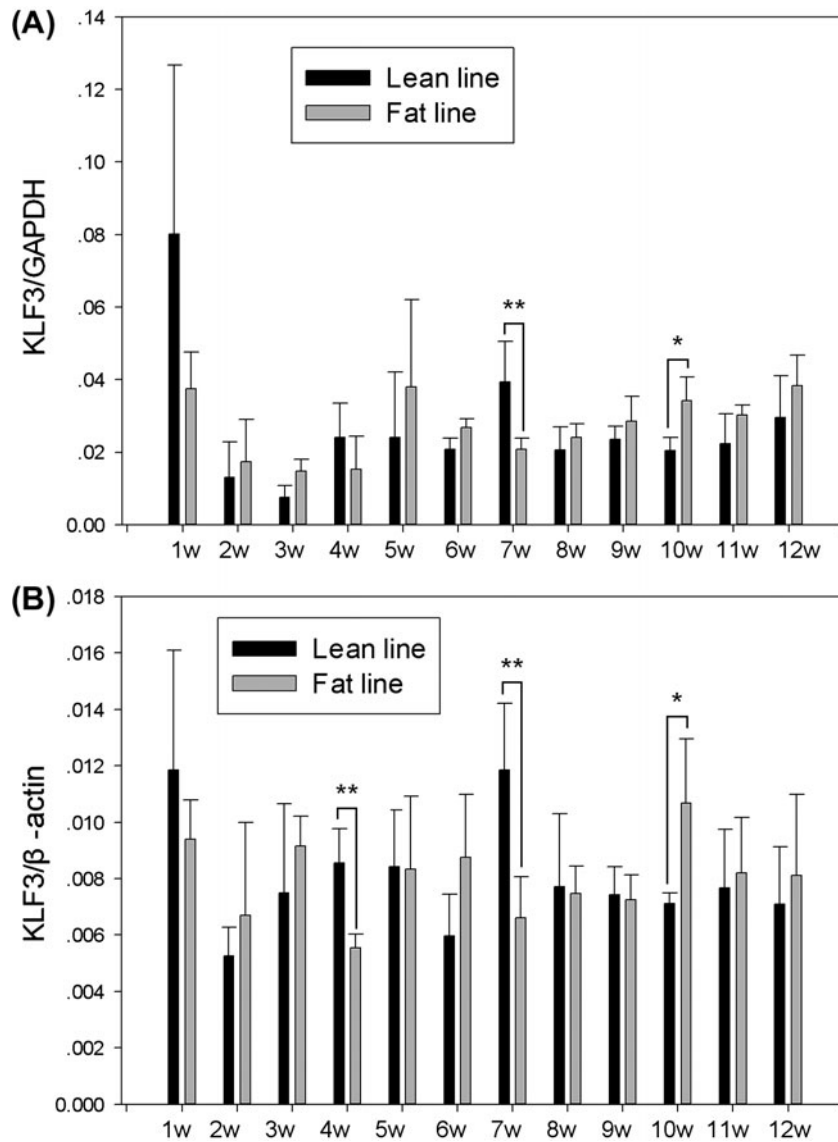 (A)
.14
.12
.10
.08
.06
.04
.02
0.00
KLF3/GAPDH
Lean line
Fat line
**
*
1w 2w 3w 4w 5w 6w 7w 8w 9w 10w 11w 12w
(B)
.018
.016
.014
.012
.010
.008
.006
.004
.002
0.000
KLF3/β -actin
Lean line
Fat line
**
**
*
1w 2w 3w 4w 5w 6w 7w 8w 9w 10w 11w 12w